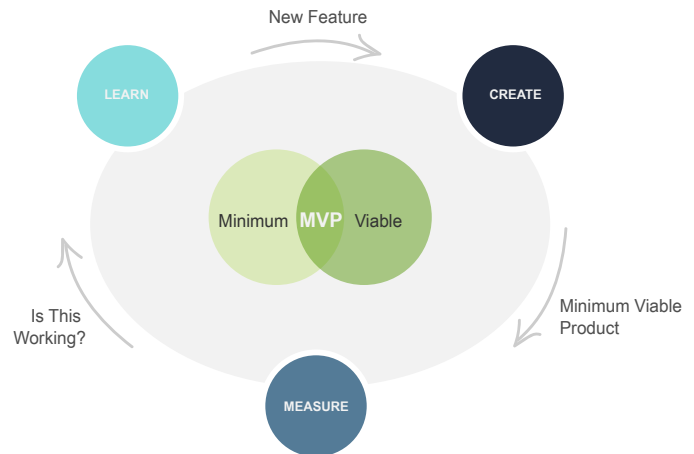 New Feature
LEARN
CREATE
Minimum MVP Viable
Is This
Working?
Minimum Viable
Product
MEASURE